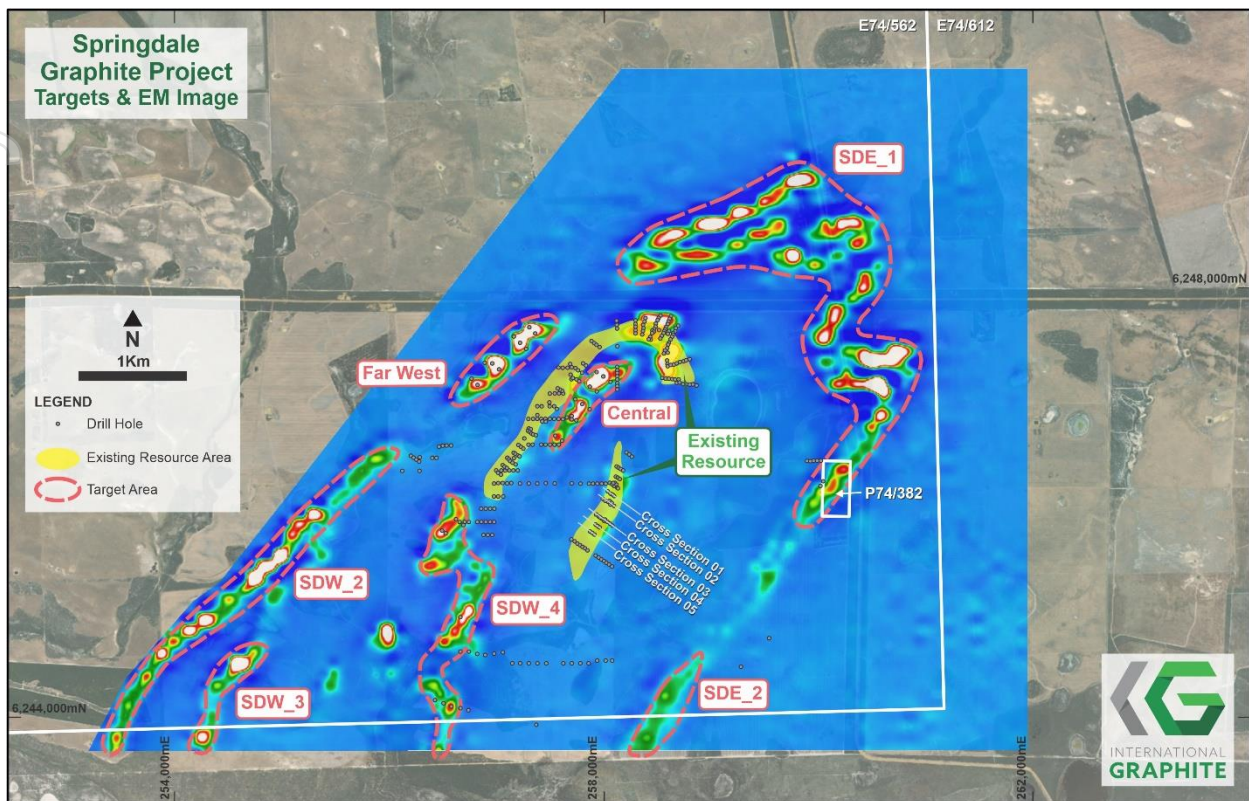 Springdale
Graphite Project
Targets & EM Image
E74/562
E74/612
SDE_1
6,248,000mN
N
1Km
LEGEND
Drill Hole
Existing Resource Area
Target Area
Far West
Central
Existing
Resource
P74/382
Cross Section 01
Cross Section 02
Cross Section 03
Cross Section 04
Cross Section 05
SDW_2
SDW_4
SDW_3
SDE_2
6,244,000mN
254,000mE
258,000mE
262,000mE
INTERNATIONAL
GRAPHITE